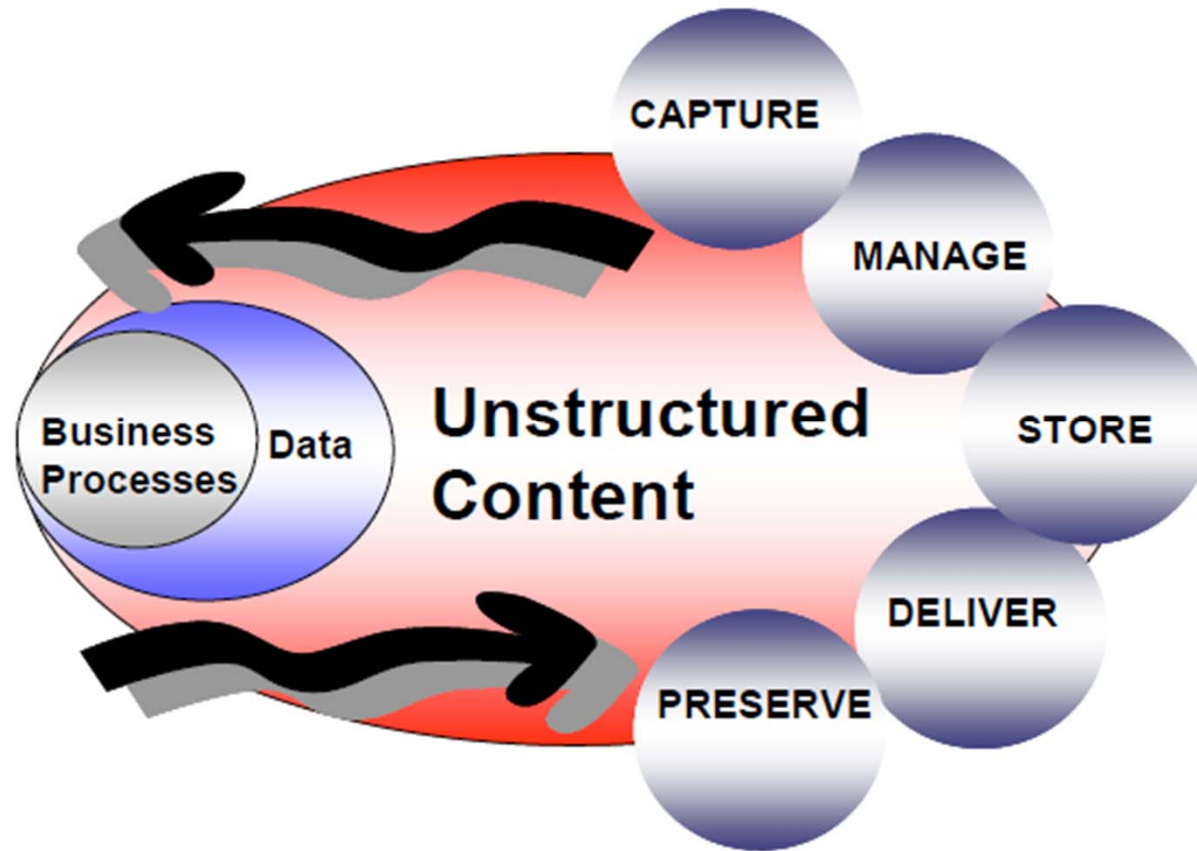 CAPTURE
MANAGE
STORE
DELIVER
PRESERVE
Unstructured
Content
Data
Business
Processes